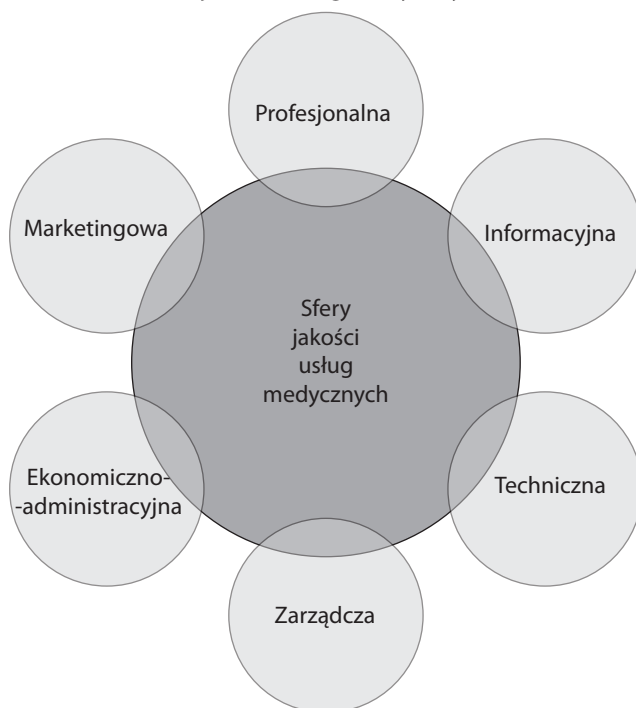 Profesjonalna
Marketingowa
Informacyjna
Sfery
jakości
usług
medycznych
Ekonomiczno-
-administracyjna
Techniczna
Zarządcza